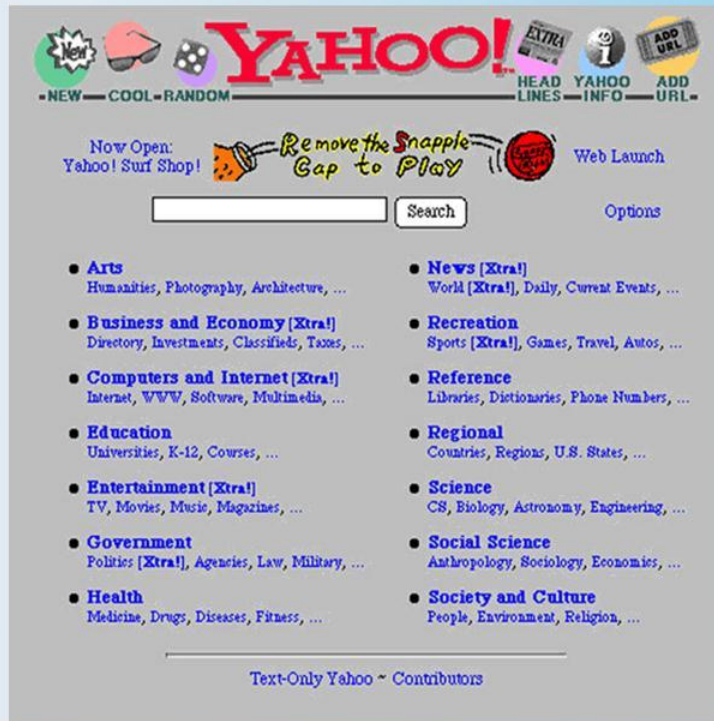 YAHOO!
New
EXTRA
i
ADD URL
NEW COOL RANDOM
HEAD LINES YAHOO INFO ADD URL
Now Open:
Yahoo! Surf Shop!
Remove the Snapple
Cap to Play
Web Launch
Search
Options
Arts
Humanities, Photography, Architecture, ...
Business and Economy [Xtra!]
Directory, Investments, Classifieds, Taxes, ...
Computers and Internet [Xtra!]
Internet, WWW, Software, Multimedia, ...
Education
Universities, K-12, Courses, ...
Entertainment [Xtra!]
TV, Movies, Music, Magazines, ...
Government
Politics [Xtra!], Agencies, Law, Military, ...
Health
Medicine, Drugs, Diseases, Fitness, ...
News [Xtra!]
World [Xtra!], Daily, Current Events, ...
Recreation
Sports [Xtra!], Games, Travel, Autos, ...
Reference
Libraries, Dictionaries, Phone Numbers, ...
Regional
Countries, Regions, U.S. States, ...
Science
CS, Biology, Astronomy, Engineering, ...
Social Science
Anthropology, Sociology, Economics, ...
Society and Culture
People, Environment, Religion, ...
Text-Only Yahoo ~ Contributors